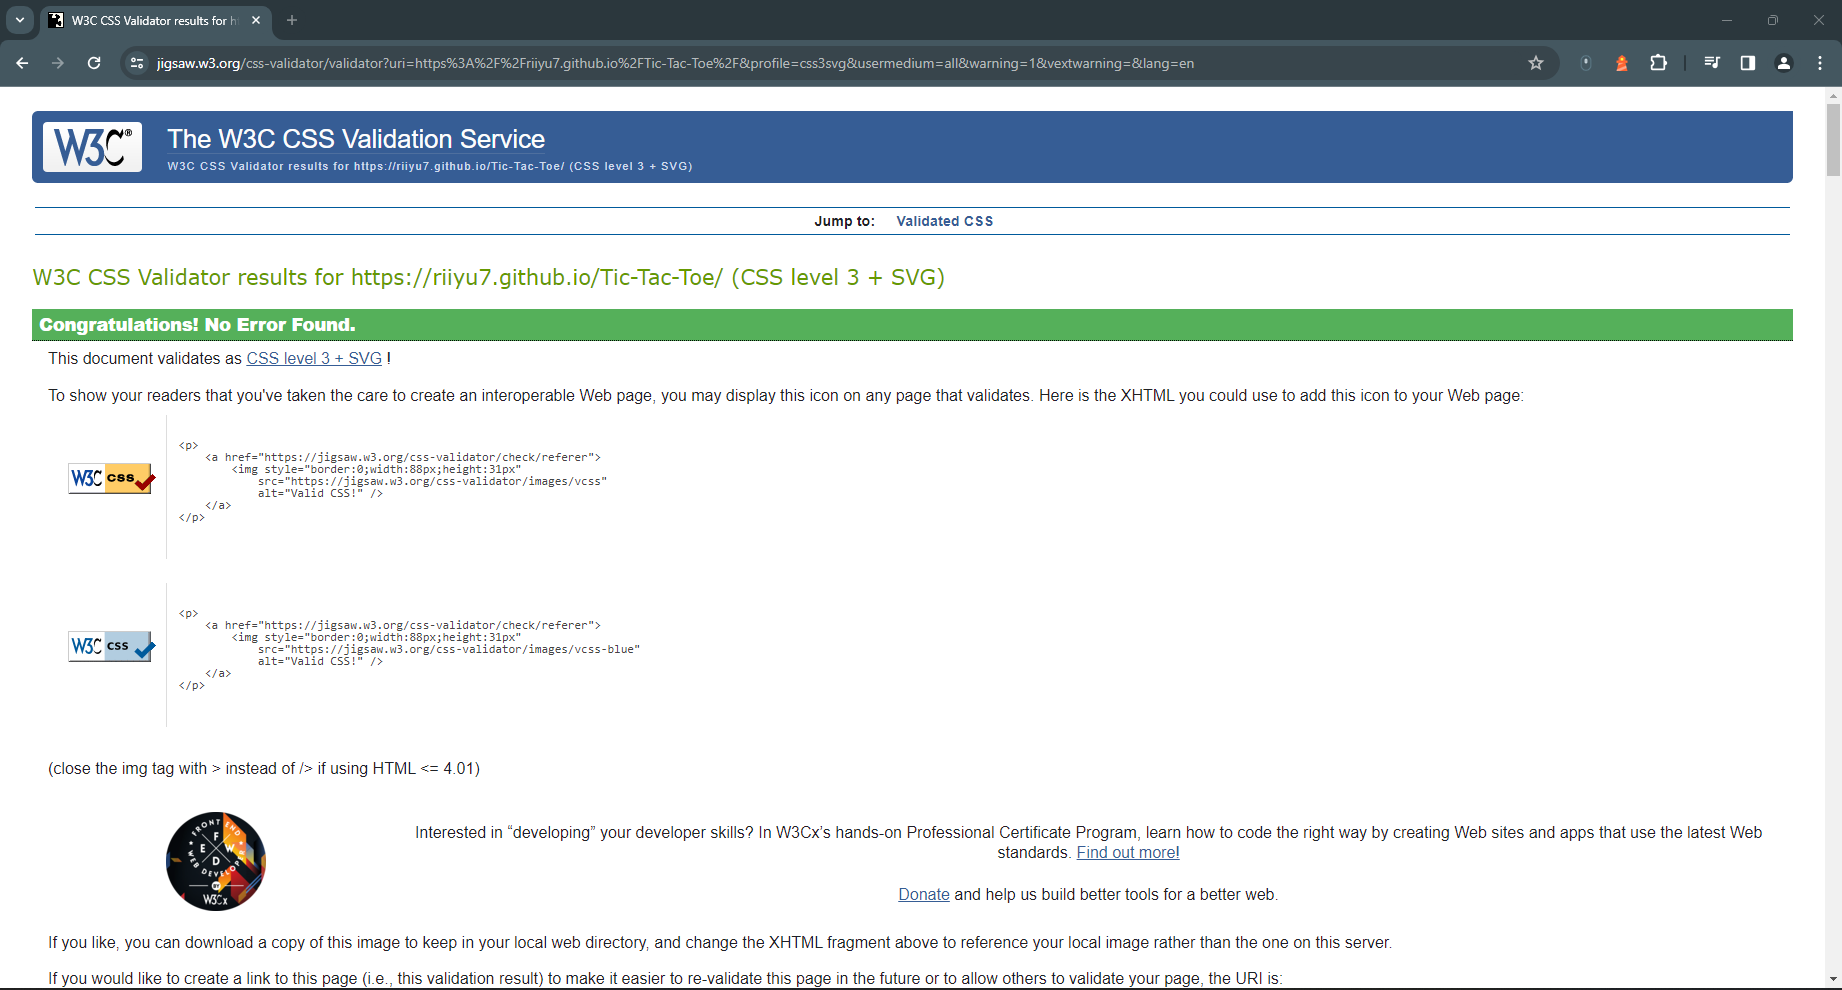 W3C CSS Validator results for h
jigsaw.w3.org/css-validator/validator?uri=https%3A%2F%2Friiyu7.github.io%2FTic-Tac-Toe%2F&profile=css3svg&usermedium=all&warning=1&vextwarning=&lang=en
W3C®
The W3C CSS Validation Service
W3C CSS Validator results for https://riiyu7.github.io/Tic-Tac-Toe/ (CSS level 3 + SVG)
Jump to: Validated CSS
W3C CSS Validator results for https://riiyu7.github.io/Tic-Tac-Toe/ (CSS level 3 + SVG)
Congratulations! No Error Found.
This document validates as CSS level 3 + SVG !
To show your readers that you've taken the care to create an interoperable Web page, you may display this icon on any page that validates. Here is the XHTML you could use to add this icon to your Web page:
W3C CSS
<p>
<a href="https://jigsaw.w3.org/css-validator/check/referer">
<img style="border:0;width:88px;height:31px"
src="https://jigsaw.w3.org/css-validator/images/vcss"
alt="Valid CSS!" />
</a>
</p>
W3C CSS
<p>
<a href="https://jigsaw.w3.org/css-validator/check/referer">
<img style="border:0;width:88px;height:31px"
src="https://jigsaw.w3.org/css-validator/images/vcss-blue"
alt="Valid CSS!" />
</a>
</p>
(close the img tag with > instead of /> if using HTML <= 4.01)
FRONT END
F
E W
D
WEB DEVELOPER
BY
W3Cx
Interested in “developing” your developer skills? In W3Cx’s hands-on Professional Certificate Program, learn how to code the right way by creating Web sites and apps that use the latest Web
standards. Find out more!
Donate and help us build better tools for a better web.
If you like, you can download a copy of this image to keep in your local web directory, and change the XHTML fragment above to reference your local image rather than the one on this server.
If you would like to create a link to this page (i.e., this validation result) to make it easier to re-validate this page in the future or to allow others to validate your page, the URI is: